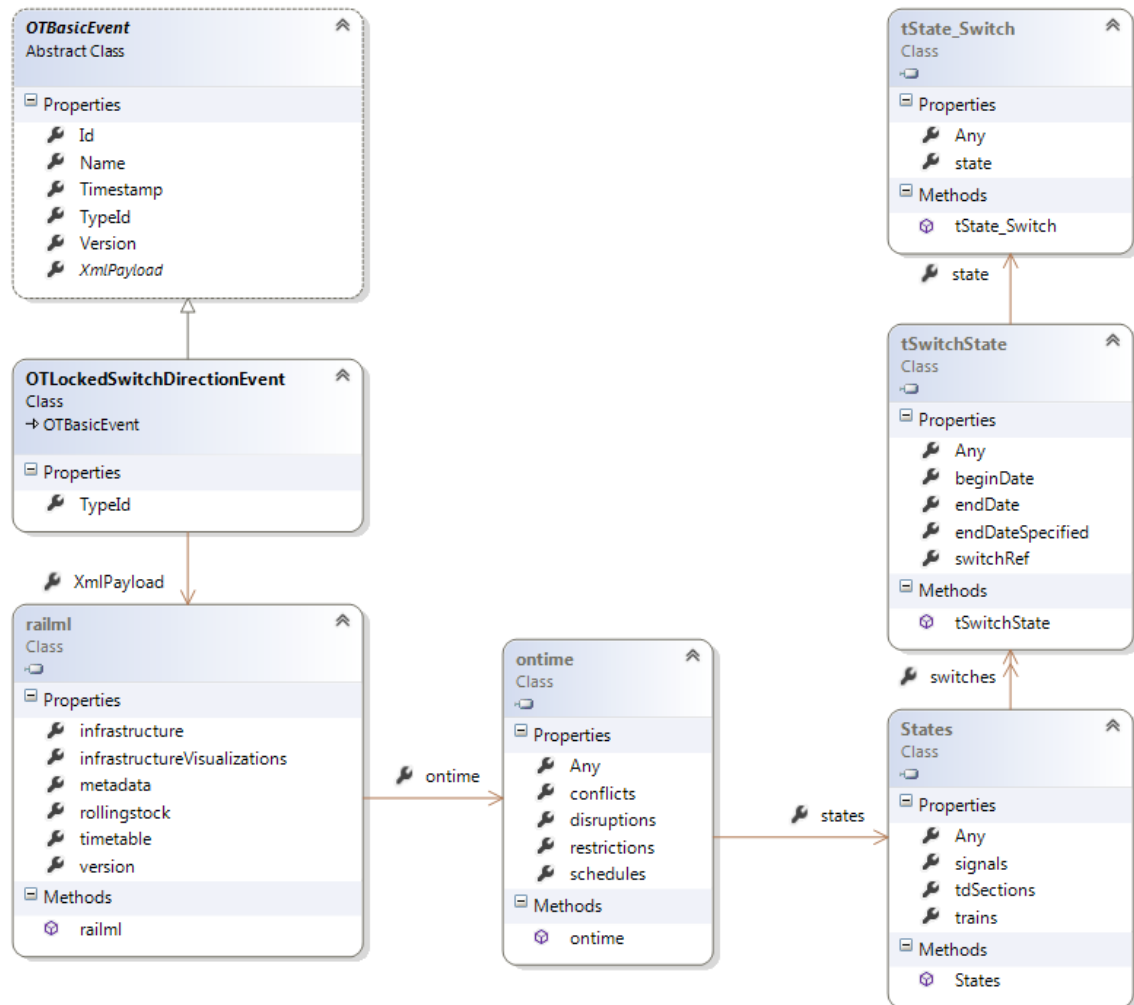 OTBasicEvent
Abstract Class
Properties
Id
Name
Timestamp
TypeId
Version
XmlPayload
OTLockedSwitchDirectionEvent
Class
OTBasicEvent
Properties
TypeId
XmlPayload
railml
Class
Properties
infrastructure
infrastructureVisualizations
metadata
rollingstock
timetable
version
Methods
railml
ontime
ontime
Class
Properties
Any
conflicts
disruptions
restrictions
schedules
Methods
ontime
states
tState_Switch
Class
Properties
Any
state
Methods
tState_Switch
state
tSwitchState
Class
Properties
Any
beginDate
endDate
endDateSpecified
switchRef
Methods
tSwitchState
switches
States
Class
Properties
Any
signals
tdSections
trains
Methods
States